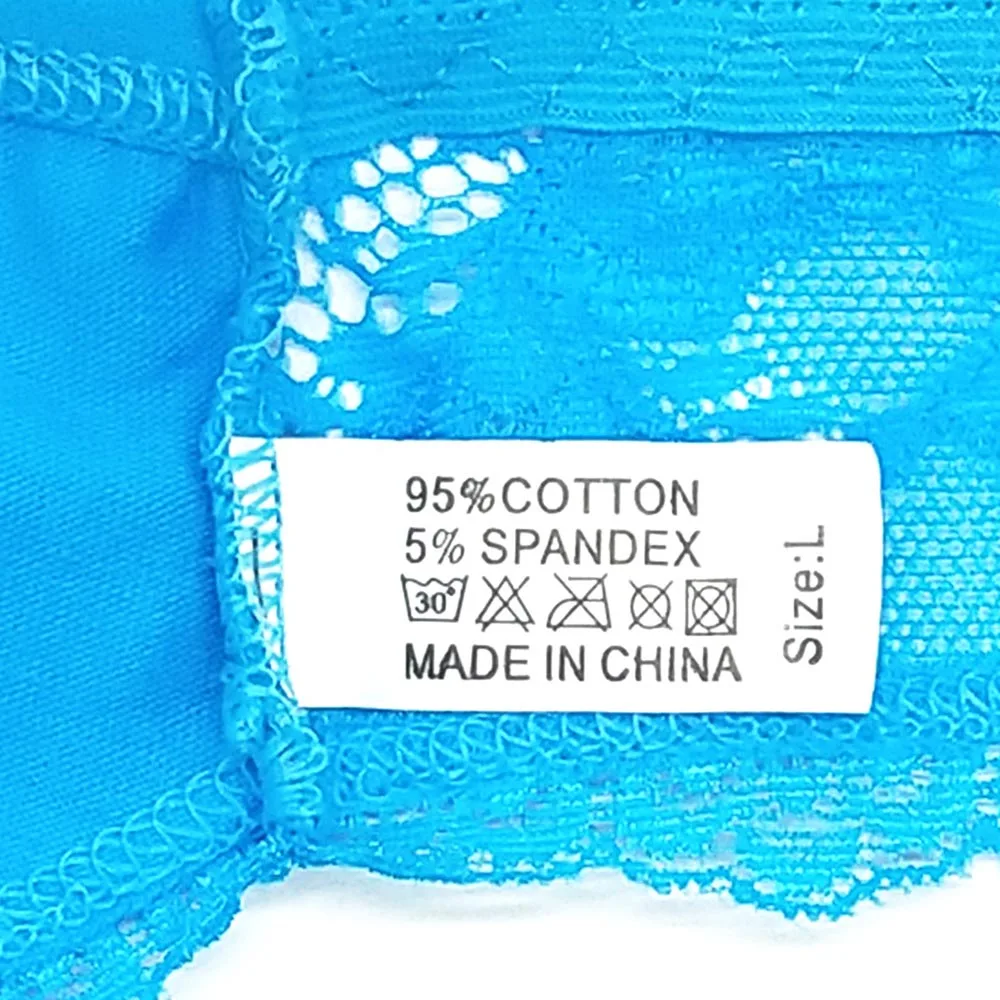 95%COTTON
5% SPANDEX
30°
MADE IN CHINA
Size:L